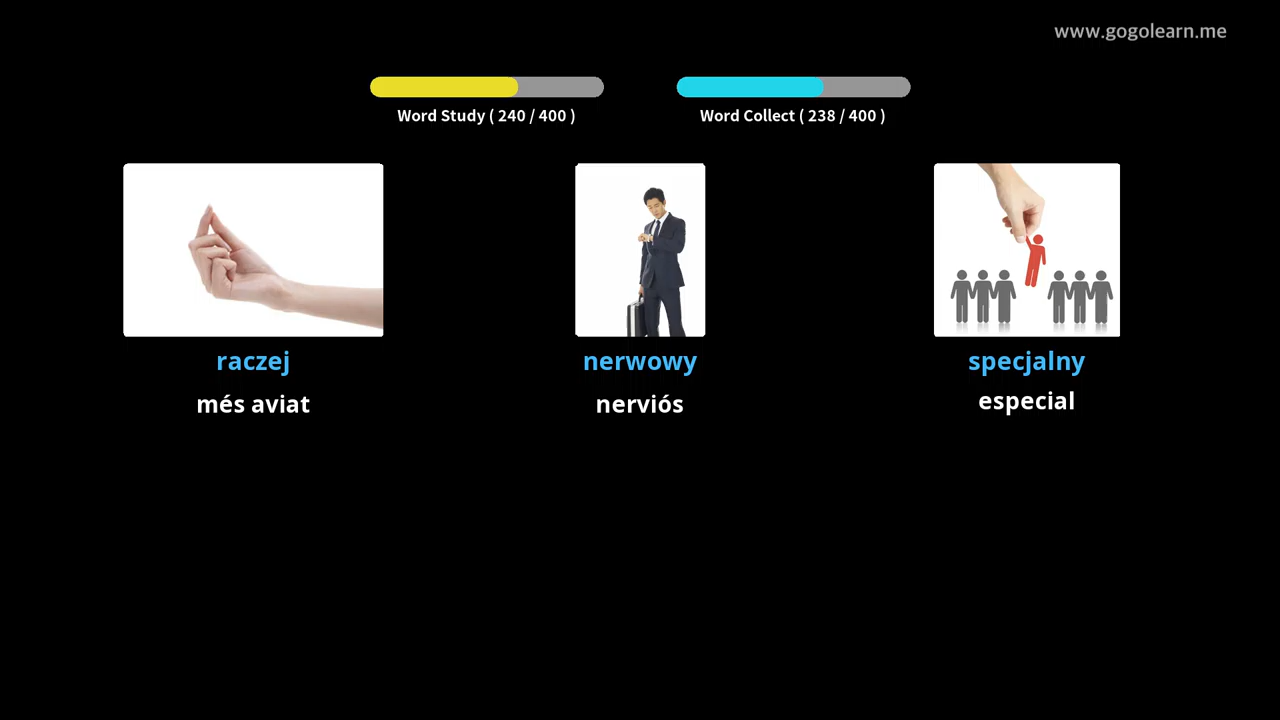 www.gogolearn.me
Word Study ( 240 / 400 )
Word Collect ( 238 / 400 )
raczej
nerwowy
specjalny
més aviat
nerviós
especial